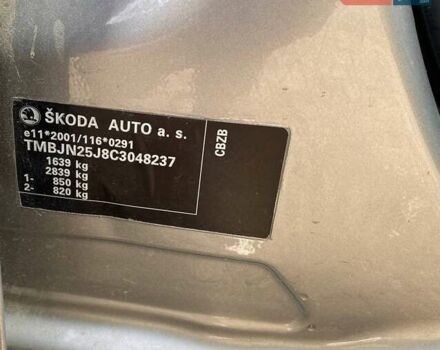 ŠKODA AUTO a. s.
e11*2001/116*0291
TMBJN25J8C3048237
1639 kg
2839 kg
1- 850 kg
2- 820 kg
CBZB